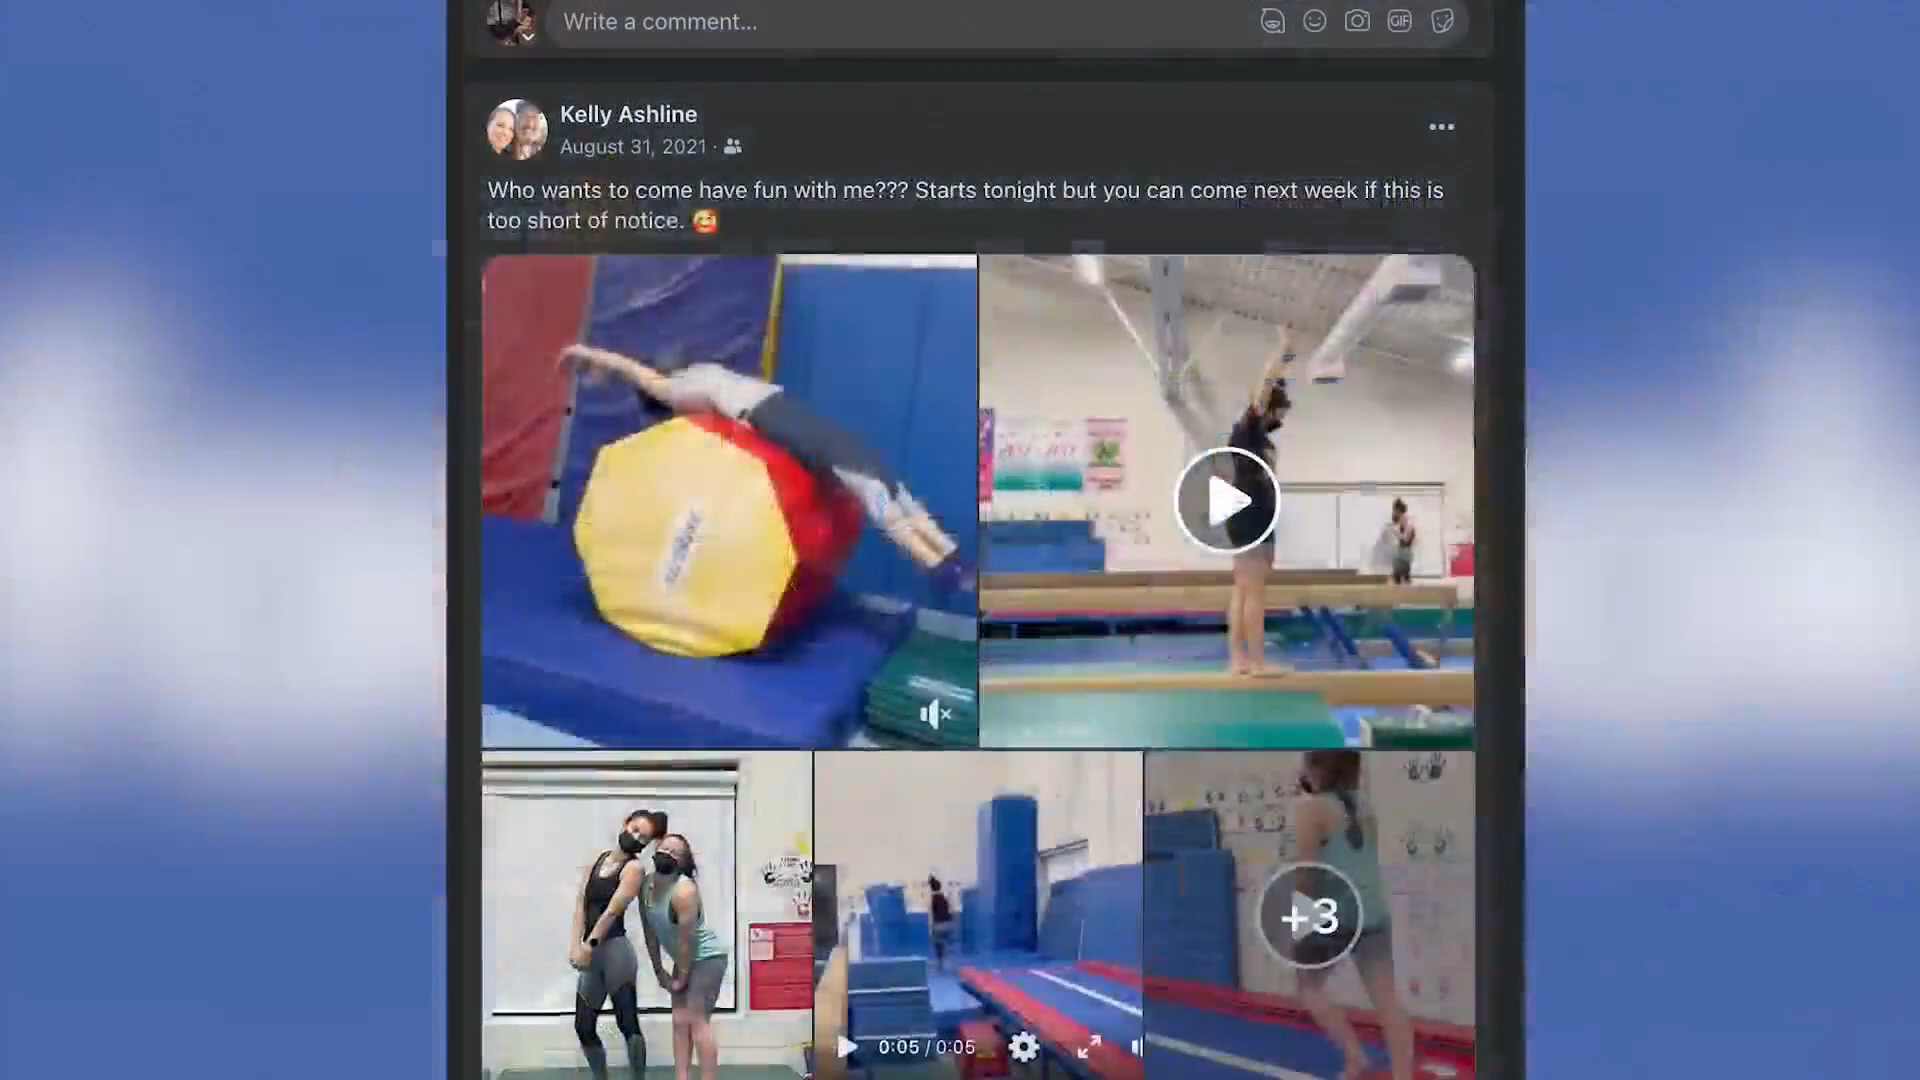 Write a comment...
Kelly Ashline
August 31, 2021 ·
Who wants to come have fun with me??? Starts tonight but you can come next week if this is
too short of notice. 🥰
+3
0:05 / 0:05
GIF